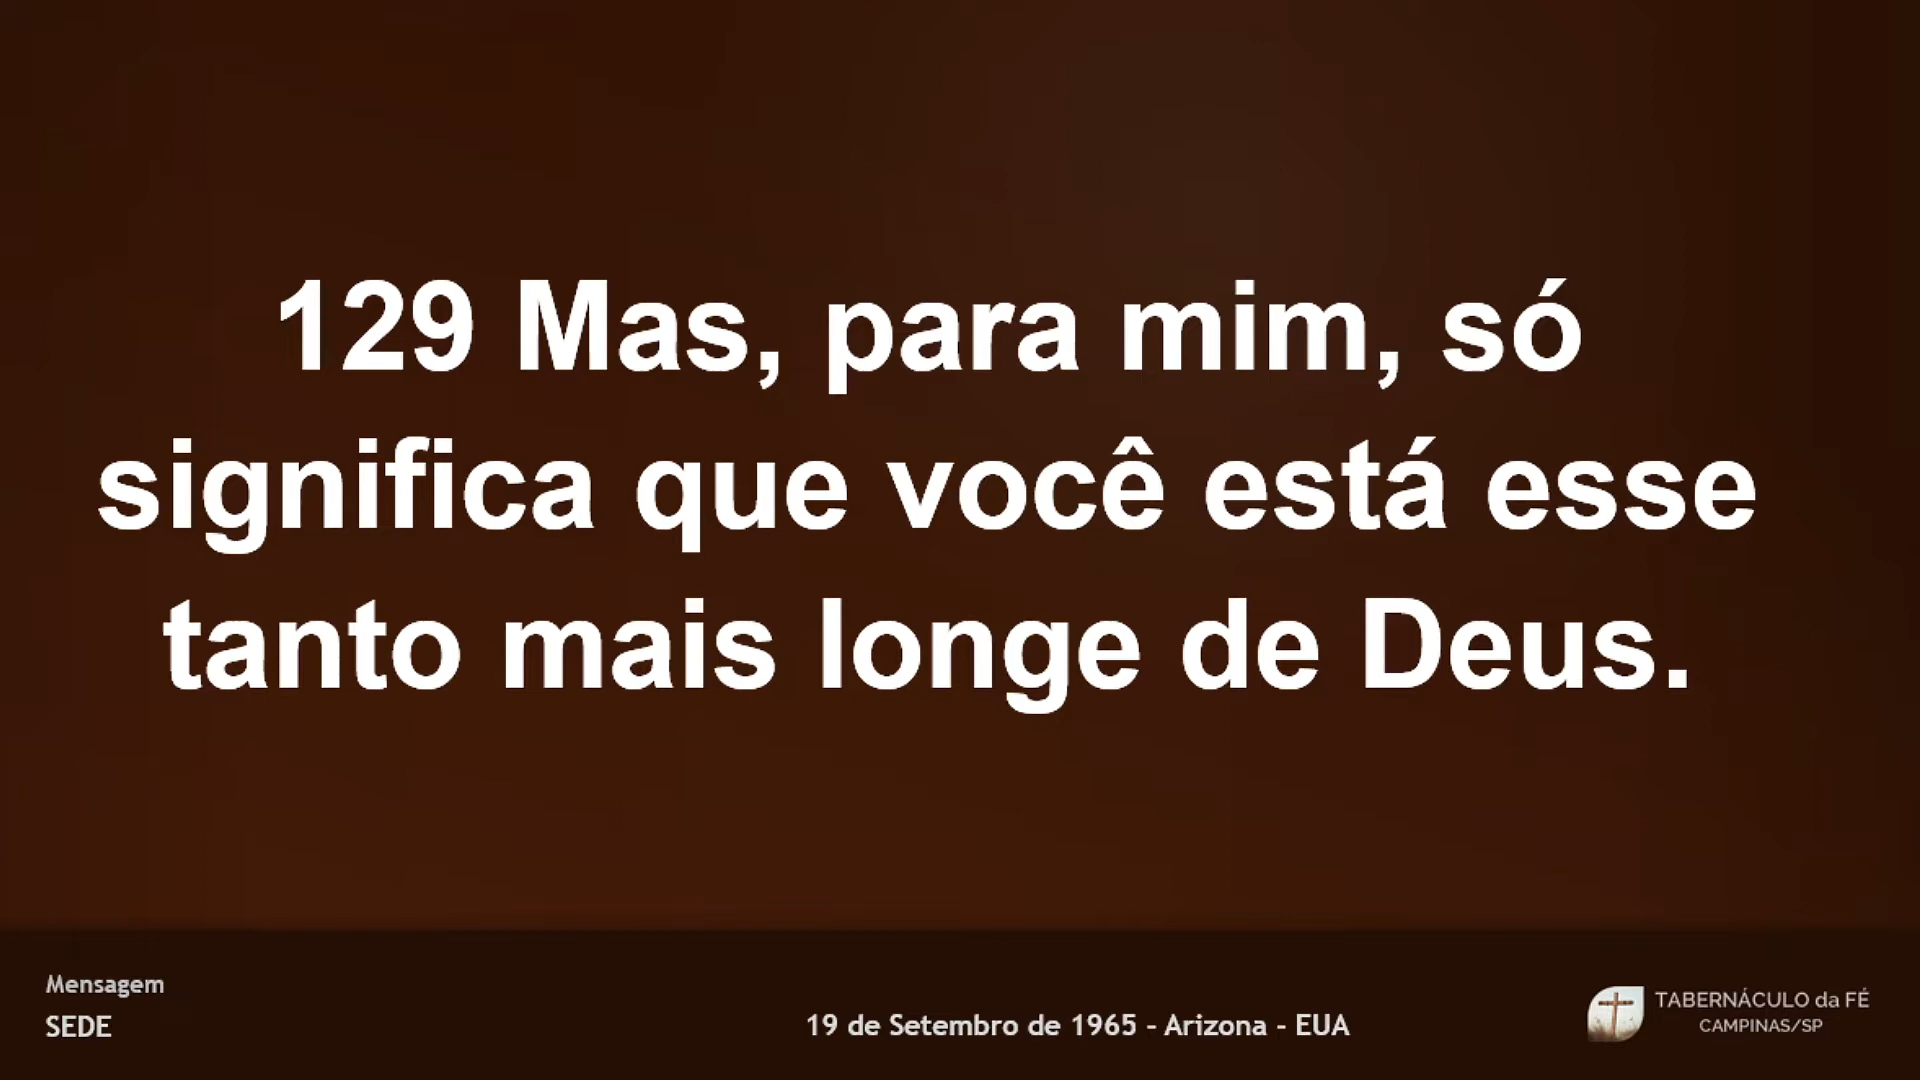 129 Mas, para mim, só
significa que você está esse
tanto mais longe de Deus.
Mensagem
SEDE
19 de Setembro de 1965 - Arizona - EUA
TABERNÁCULO da FÉ
CAMPINAS/SP